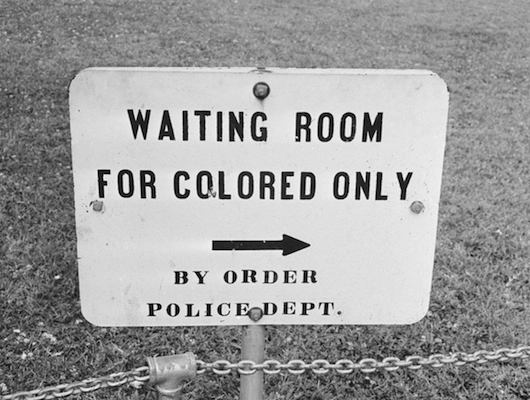 WAITING ROOM
FOR COLORED ONLY
BY ORDER
POLICE DEPT.